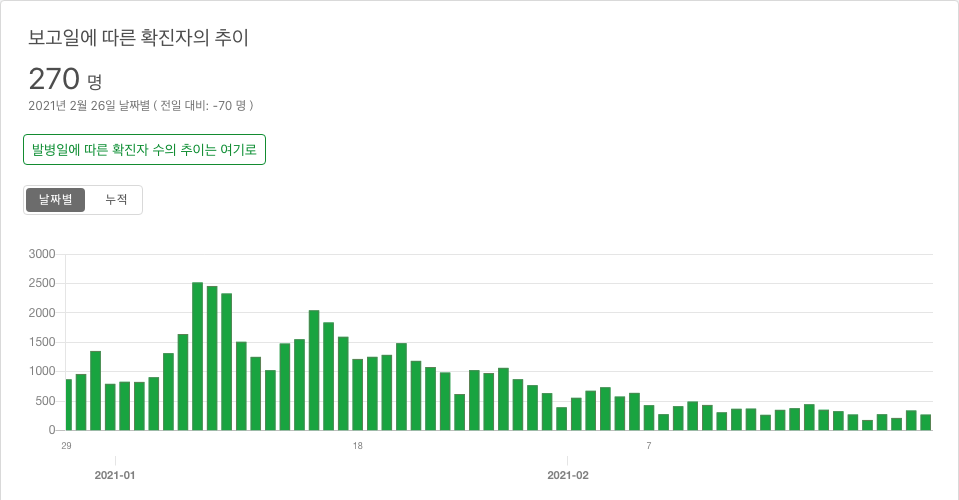 보고일에 따른 확진자의 추이
270 명
2021년 2월 26일 날짜별 ( 전일 대비: -70 명 )
발병일에 따른 확진자 수의 추이는 여기로
날짜별 누적
3000
2500
2000
1500
1000
500
0
29 18 7
2021-01 2021-02